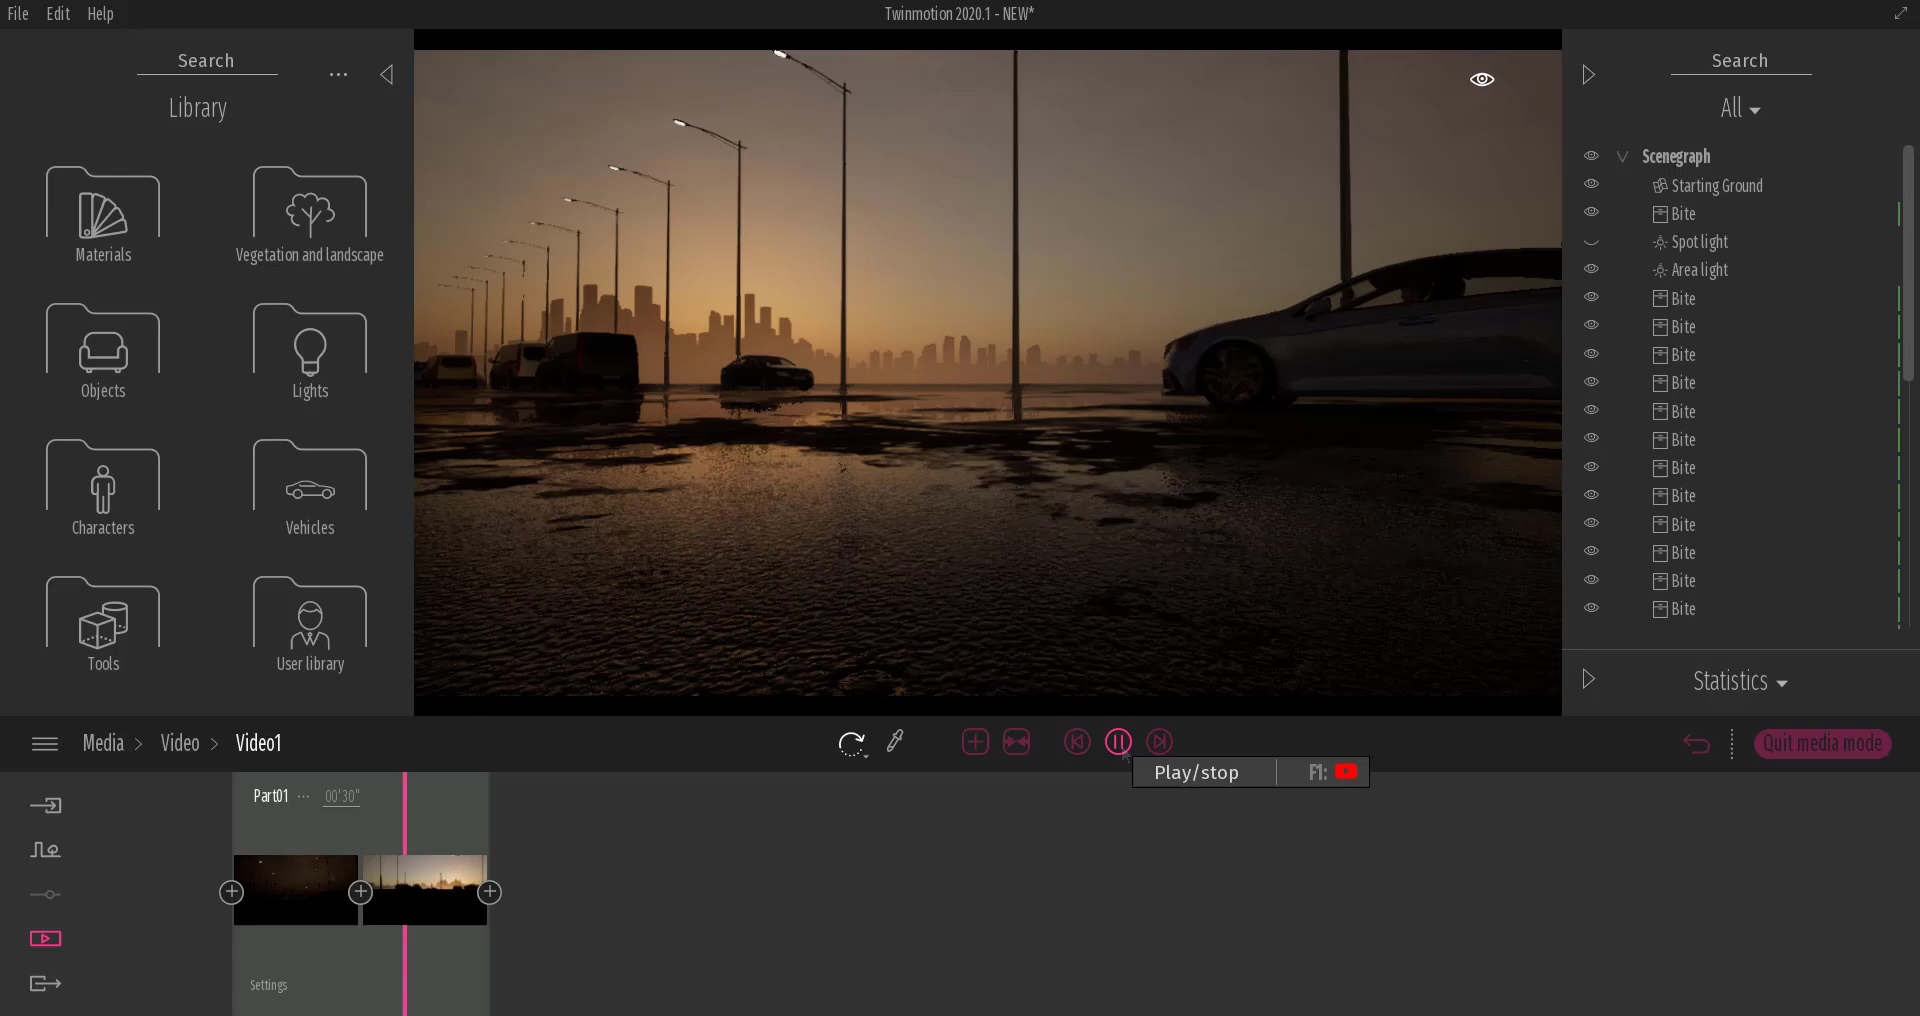 File Edit Help
Twinmotion 2020.1 - NEW*
Search
Library
Materials
Vegetation and landscape
Objects
Lights
Characters
Vehicles
Tools
User library
Search
All
Scenegraph
Starting Ground
Bite
Spot light
Area light
Bite
Bite
Bite
Bite
Bite
Bite
Bite
Bite
Bite
Bite
Bite
Bite
Statistics
Media > Video > Video1
Quit media mode
Play/stop F1:
Part01 ... 00'30"
Settings